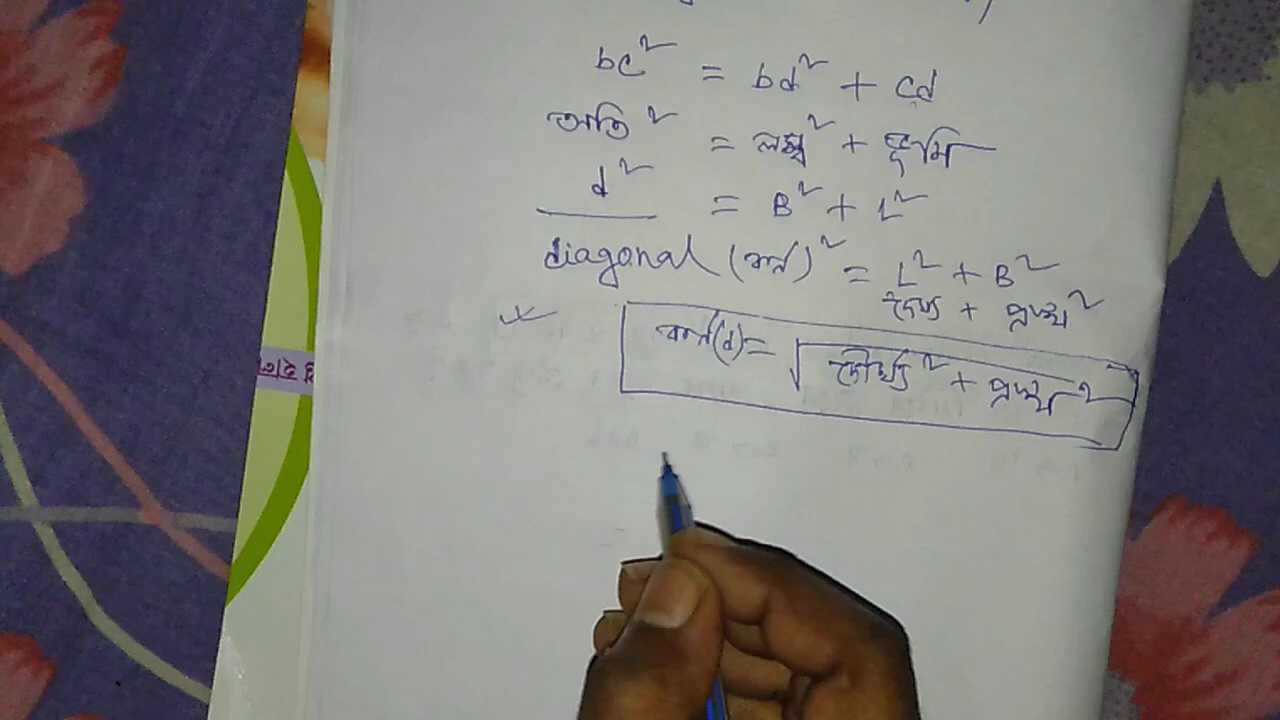 bc² = bd² + cd
অতি² = লম্ব² + ভূমি
d² = B² + L²
diagonal (কর্ন)² = L² + B²
দৈর্ঘ্য + প্রস্থ²
কর্ন(d) = √দৈর্ঘ্য² + প্রস্থ²